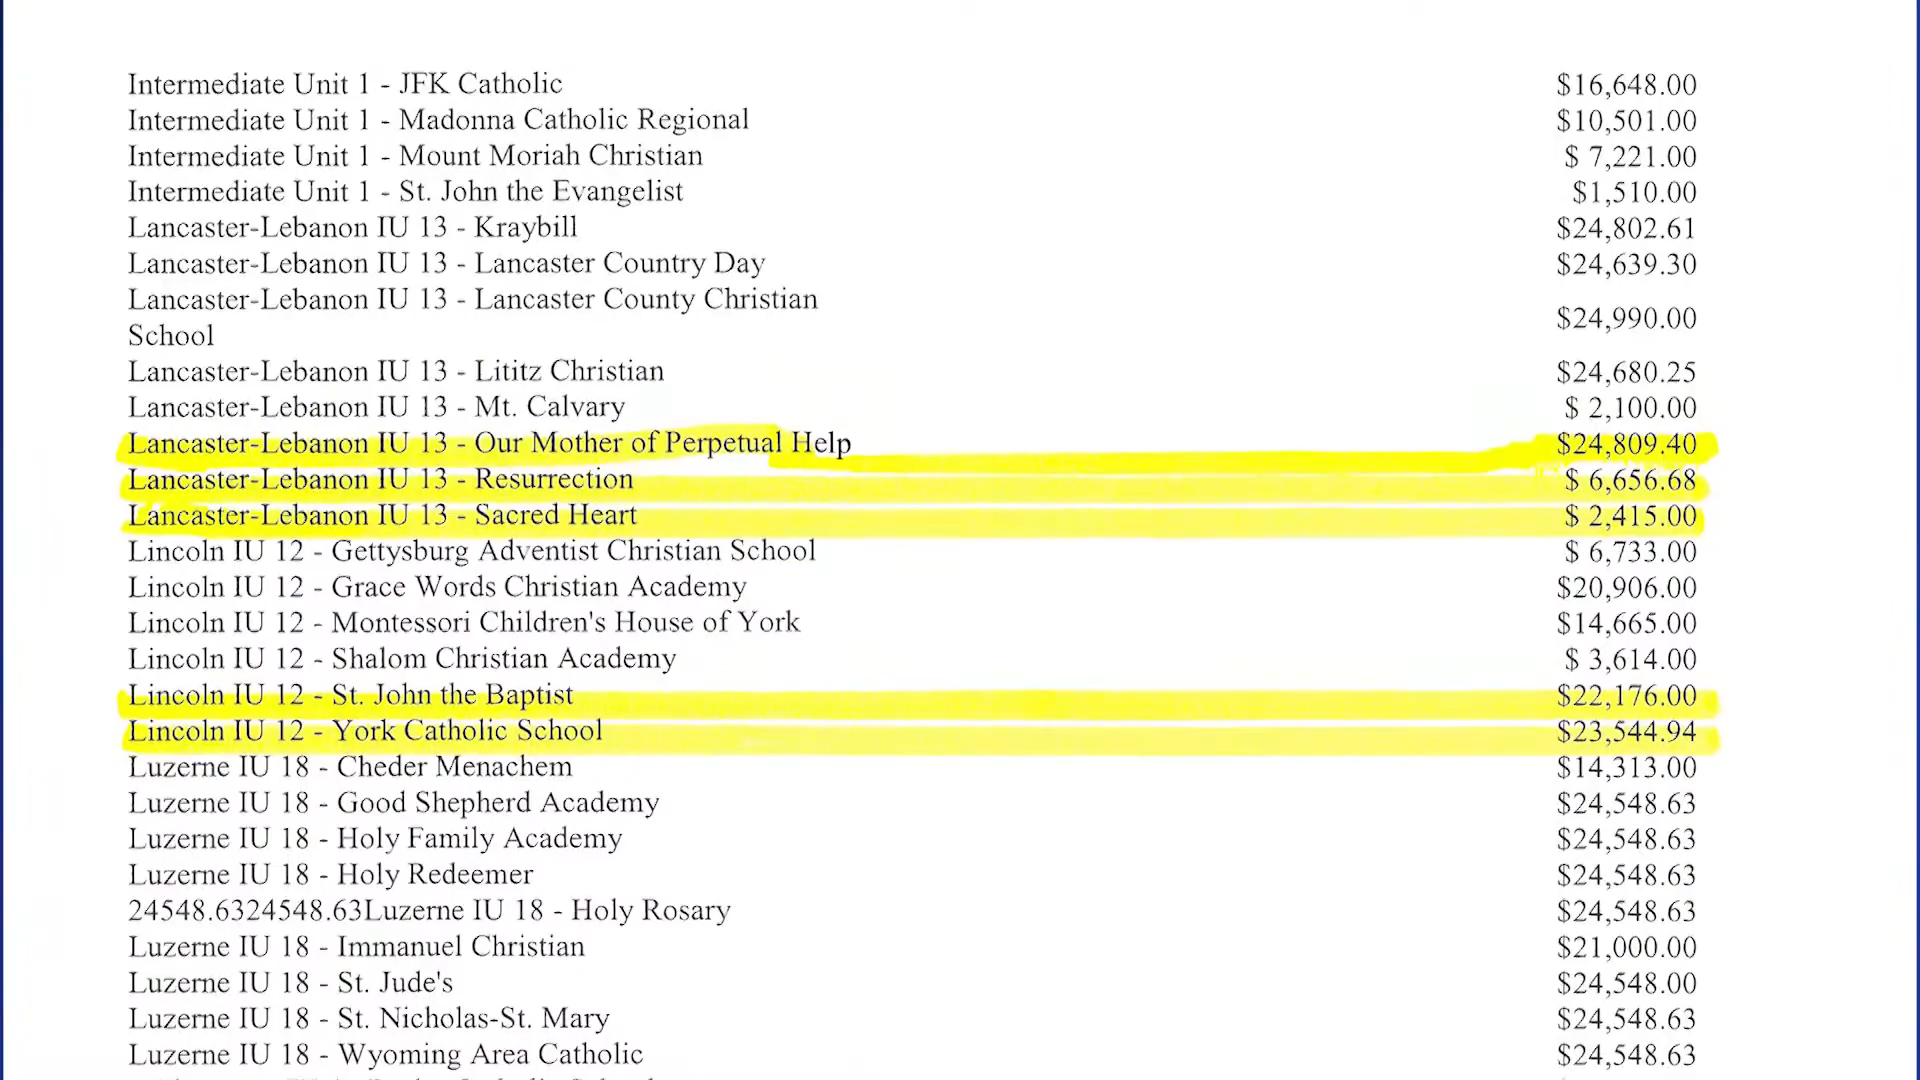 Intermediate Unit 1 - JFK Catholic $16,648.00
Intermediate Unit 1 - Madonna Catholic Regional $10,501.00
Intermediate Unit 1 - Mount Moriah Christian $ 7,221.00
Intermediate Unit 1 - St. John the Evangelist $1,510.00
Lancaster-Lebanon IU 13 - Kraybill $24,802.61
Lancaster-Lebanon IU 13 - Lancaster Country Day $24,639.30
Lancaster-Lebanon IU 13 - Lancaster County Christian
School $24,990.00
Lancaster-Lebanon IU 13 - Lititz Christian $24,680.25
Lancaster-Lebanon IU 13 - Mt. Calvary $ 2,100.00
Lancaster-Lebanon IU 13 - Our Mother of Perpetual Help $24,809.40
Lancaster-Lebanon IU 13 - Resurrection $ 6,656.68
Lancaster-Lebanon IU 13 - Sacred Heart $ 2,415.00
Lincoln IU 12 - Gettysburg Adventist Christian School $ 6,733.00
Lincoln IU 12 - Grace Words Christian Academy $20,906.00
Lincoln IU 12 - Montessori Children's House of York $14,665.00
Lincoln IU 12 - Shalom Christian Academy $ 3,614.00
Lincoln IU 12 - St. John the Baptist $22,176.00
Lincoln IU 12 - York Catholic School $23,544.94
Luzerne IU 18 - Cheder Menachem $14,313.00
Luzerne IU 18 - Good Shepherd Academy $24,548.63
Luzerne IU 18 - Holy Family Academy $24,548.63
Luzerne IU 18 - Holy Redeemer $24,548.63
24548.6324548.63Luzerne IU 18 - Holy Rosary $24,548.63
Luzerne IU 18 - Immanuel Christian $21,000.00
Luzerne IU 18 - St. Jude's $24,548.00
Luzerne IU 18 - St. Nicholas-St. Mary $24,548.63
Luzerne IU 18 - Wyoming Area Catholic $24,548.63